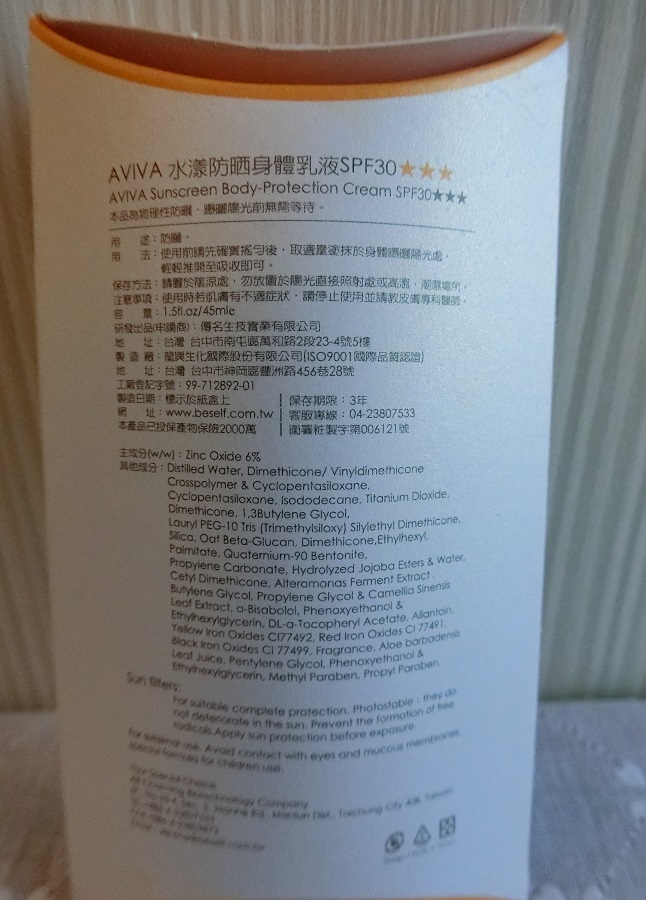 AVIVA 水漾防晒身體乳液SPF30★★★
AVIVA Sunscreen Body-Protection Cream SPF30★★★
本品為物理性防曬，曝曬陽光前無需等待。
用 途：防曬。
用 法：使用前請先確實搖勻後，取適量塗抹於身體曝曬陽光處，
輕輕推開至吸收即可。
保存方法：請置於陰涼處，勿放置於陽光直接照射處或高溫，潮濕場所。
注意事項：使用時若肌膚有不適症狀，請停止使用並請教皮膚專科醫師。
容 量：1.5fl.oz/45mle
研發出品(申請商)：傳名生技實業有限公司
地 址：台灣 台中市南屯區萬和路2段23-4號5樓
製 造 廠：龍興生化國際股份有限公司(ISO9001國際品質認證)
地 址：台灣 台中市神岡區豐洲路456巷28號
工廠登記字號：99-712892-01
製造日期：標示於紙盒上 保存期限：3年
網 址：www.beself.com.tw 客服專線：04-23807533
本產品已投保產物保險2000萬 衛署粧製字第006121號
主成分(w/w)：Zinc Oxide 6%
其他成分：Distilled Water, Dimethicone/ Vinyldimethicone
Crosspolymer & Cyclopentasiloxane,
Cyclopentasiloxane, Isododecane, Titanium Dioxide,
Dimethicone, 1,3Butylene Glycol,
Lauryl PEG-10 Tris (Trimethylsiloxy) Silylethyl Dimethicone,
Silica, Oat Beta-Glucan, Dimethicone,Ethylhexyl
Palmitate, Quaternium-90 Bentonite,
Propylene Carbonate, Hydrolyzed Jojoba Esters & Water,
Cetyl Dimethicone, Alteromonas Ferment Extract .
Butylene Glycol, Propylene Glycol & Camellia Sinensis
Leaf Extract, α-Bisabolol, Phenoxyethanol &
Ethylhexylglycerin, DL-a-Tocopheryl Acetate, Allantoin,
Yellow Iron Oxides CI77492, Red Iron Oxides CI 77491,
Black Iron Oxides CI 77499, Fragrance, Aloe barbadensis
Leaf Juice, Pentylene Glycol, Phenoxyethanol &
Ethylhexylglycerin, Methyl Paraben, Propyl Paraben.
Sun filters:
For suitable complete protection. Photostable : they do
not deteriorate in the sun. Prevent the formation of free
radicals.Apply sun protection before exposure.
For external use. Avoid contact with eyes and mucous membranes.
special formula for children use.
Biotechnology Company
Wanhe Rd., Nantun Dist., Taichung City 408, Taiwan